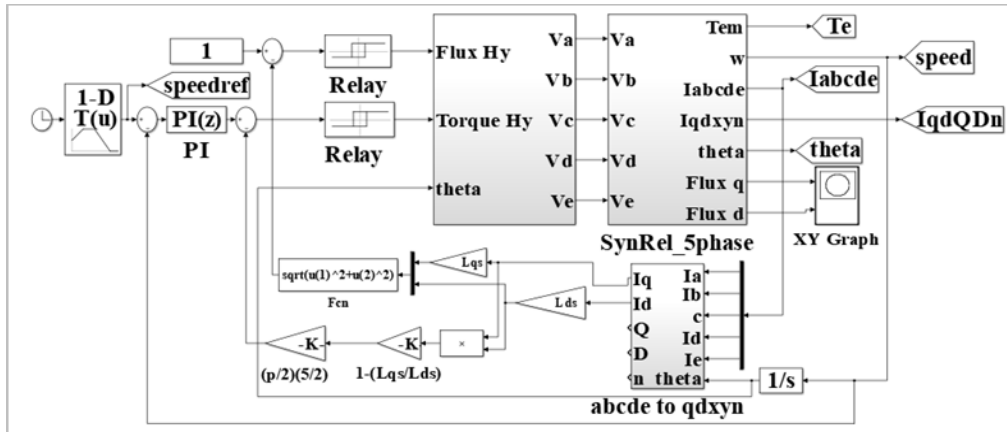 1
speedref
1-D
T(u)
PI(z)
PI
Relay
Relay
Flux Hy
Torque Hy
theta
Va
Vb
Vc
Vd
Ve
Va
Vb
Vc
Vd
Ve
Tem
w
Iabcde
Iqdxyn
theta
Flux q
Flux d
SynRel_5phase
Te
speed
Iabcde
IqdQDn
theta
XY Graph
sqrt(u(1)^2+u(2)^2)
Fcn
Lqs
Lds
-K-
(p/2)(5/2)
-K
1-(Lqs/Lds)
×
Iq
Id
Q
D
n
Ia
Ib
c
Id
Ie
theta
abcde to qdxyn
1/s